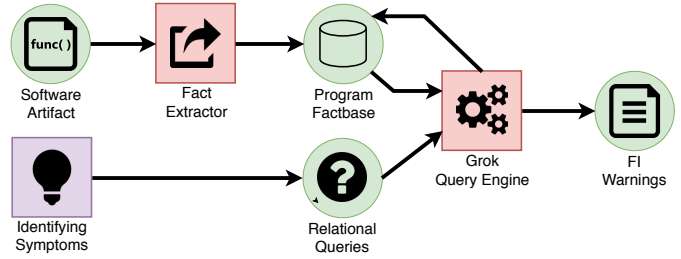 func( )
Software
Artifact
Fact
Extractor
Program
Factbase
Grok
Query Engine
FI
Warnings
Identifying
Symptoms
?
Relational
Queries